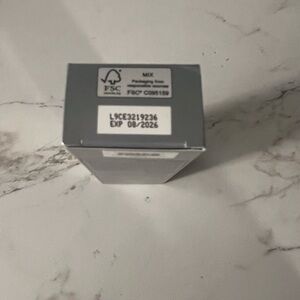 FSC
MIX
Packaging from
responsible sources
FSC® C095159
L9CE3219236
EXP 08/2026